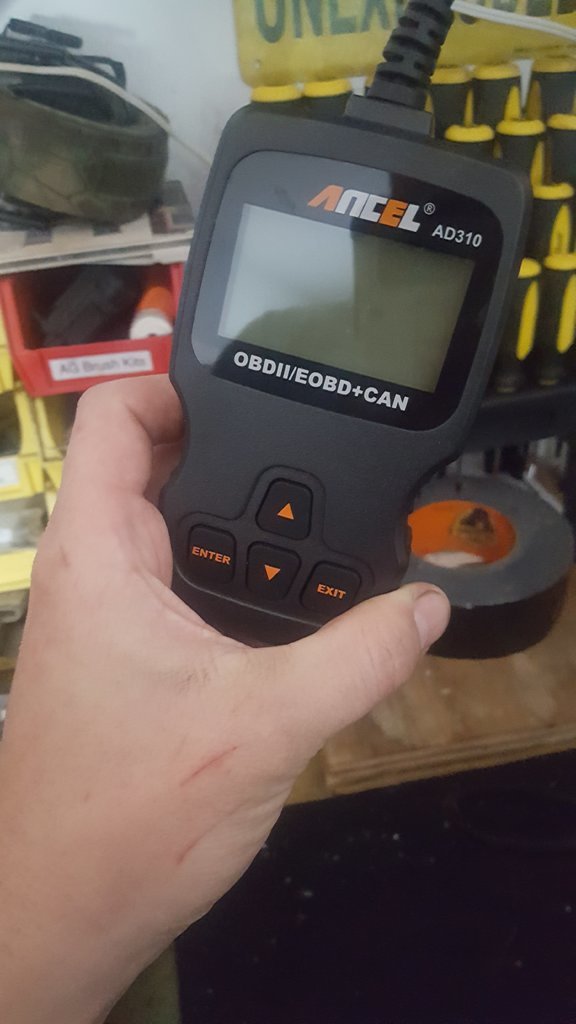 ANCEL®
AD310
OBDII/EOBD+CAN
ENTER
EXIT
AG Brush Kits